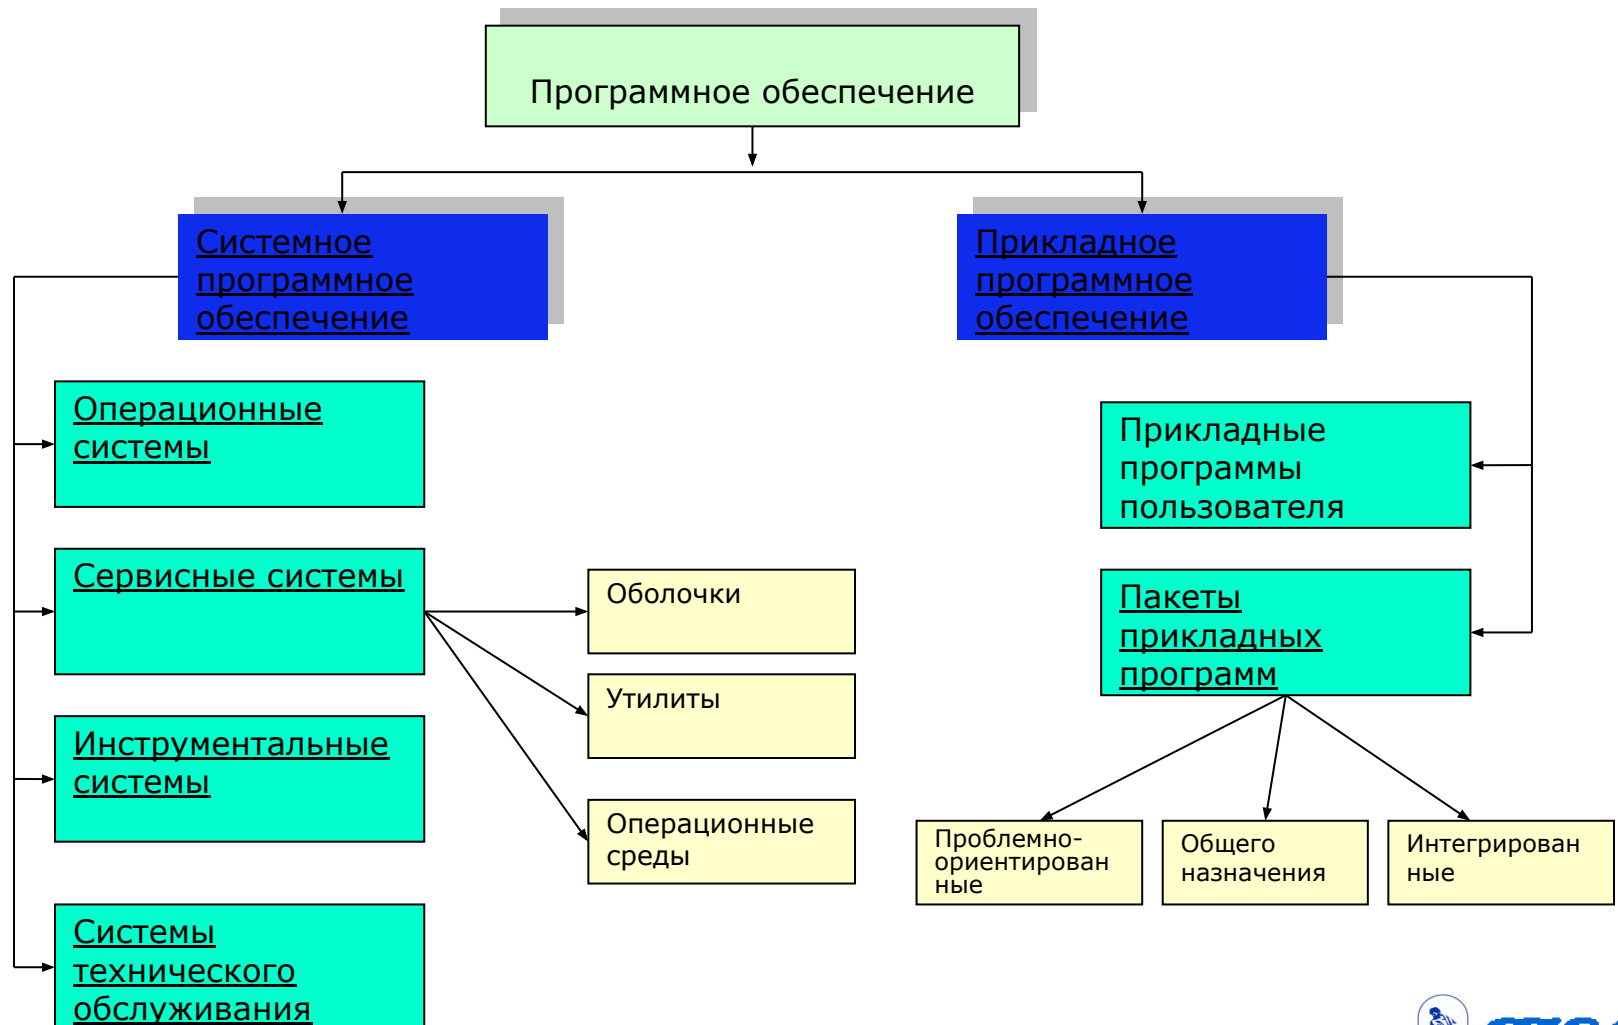 Программное обеспечение
Системное
программное
обеспечение
Прикладное
программное
обеспечение
Операционные
системы
Сервисные системы
Инструментальные
системы
Системы
технического
обслуживания
Оболочки
Утилиты
Операционные
среды
Прикладные
программы
пользователя
Пакеты
прикладных
программ
Проблемно-
ориентирован
ные
Общего
назначения
Интегрирован
ные